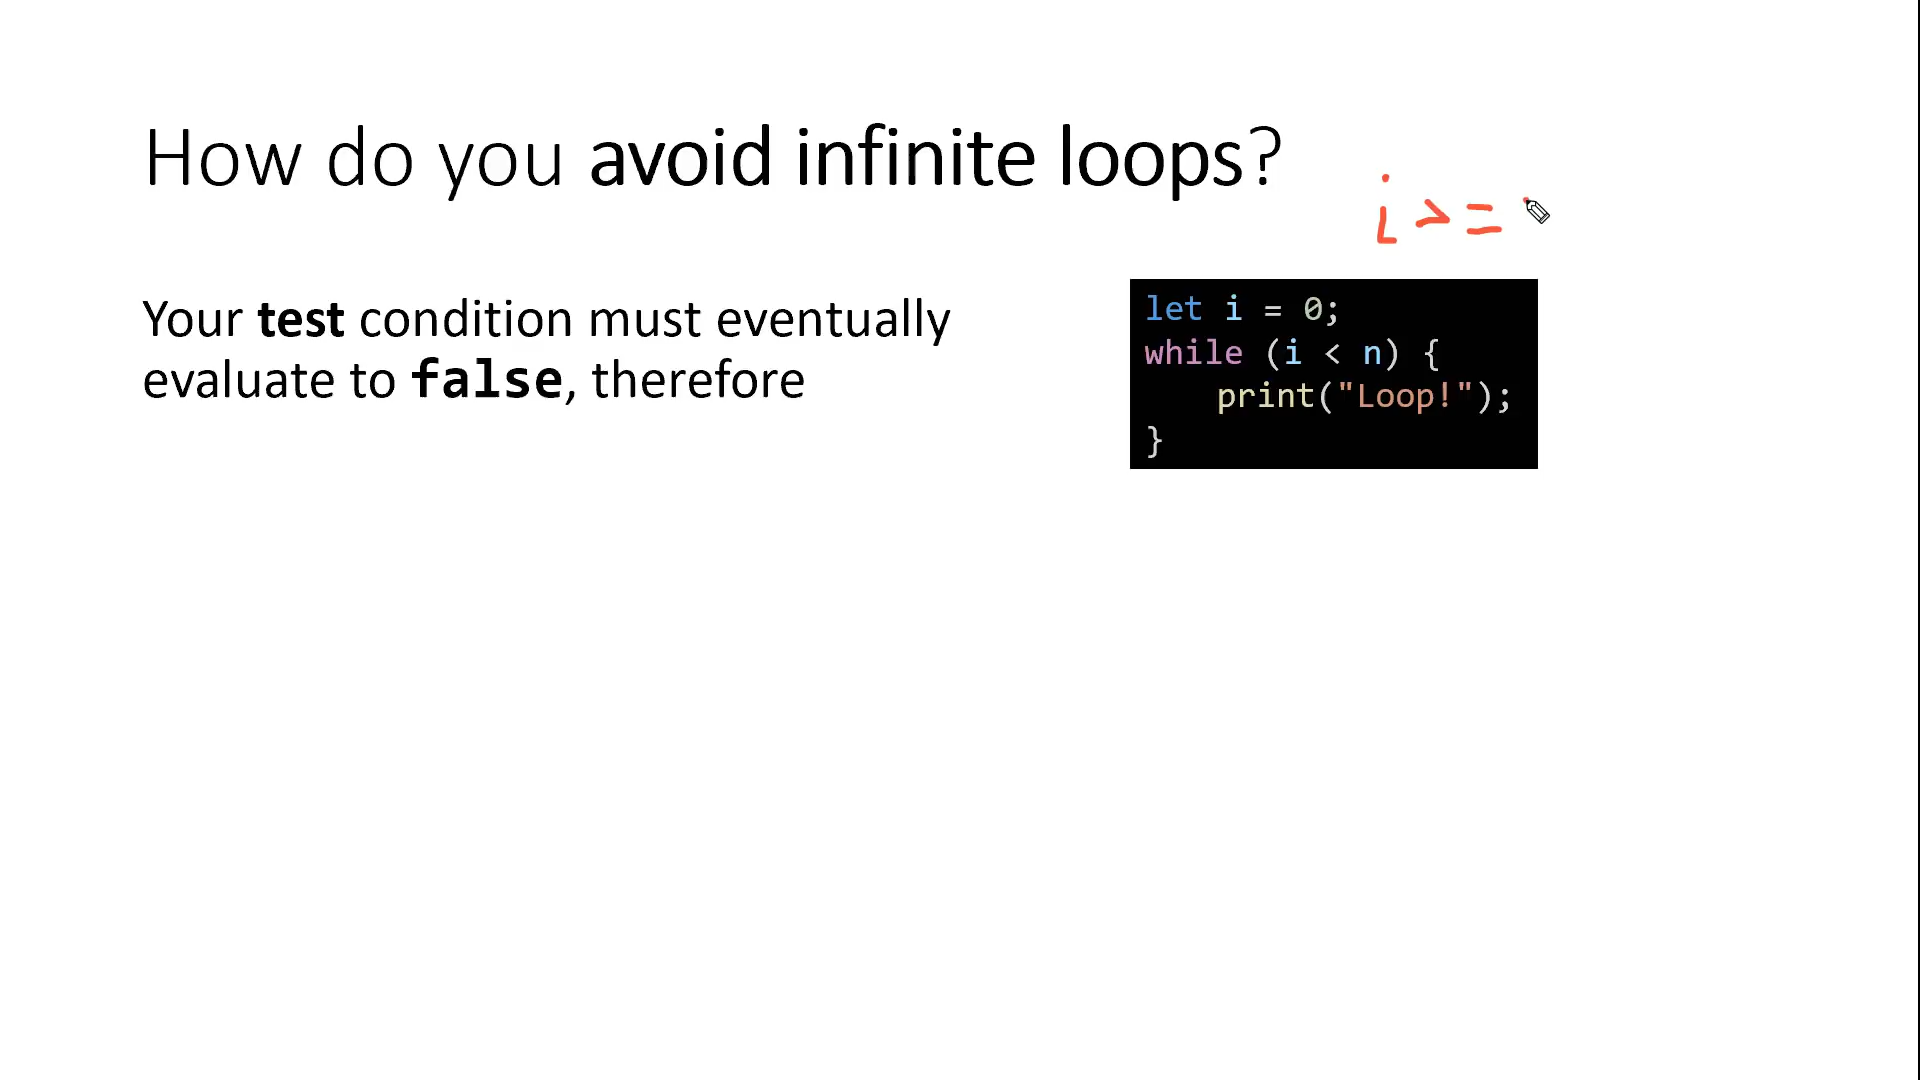 How do you avoid infinite loops?
i >=
Your test condition must eventually
evaluate to false, therefore
let i = 0;
while (i < n) {
    print("Loop!");
}